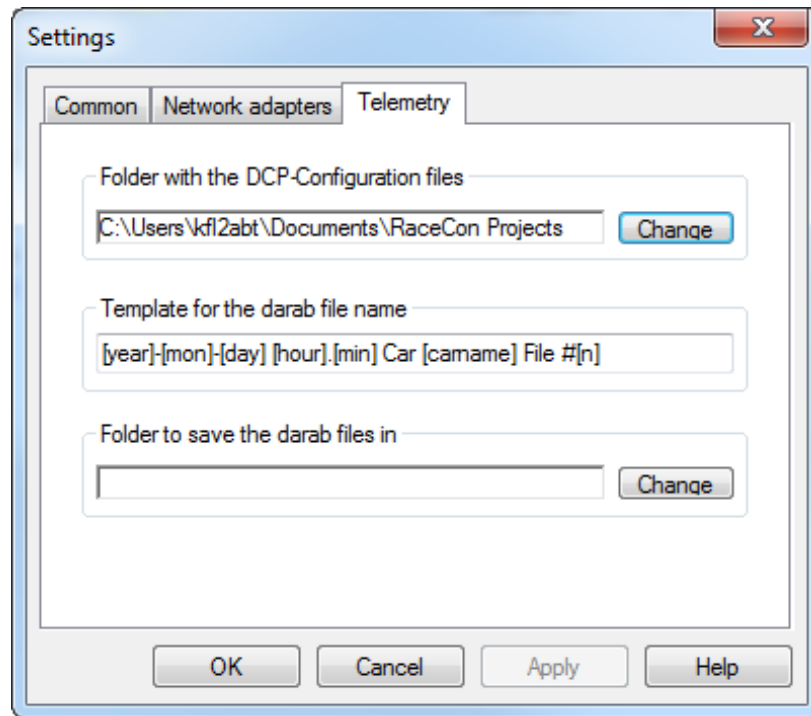 Settings
x
Common Network adapters Telemetry
Folder with the DCP-Configuration files
C:\Users\kfl2abt\Documents\RaceCon Projects Change
Template for the darab file name
[year]-[mon]-[day] [hour].[min] Car [carname] File #[n]
Folder to save the darab files in
Change
OK Cancel Apply Help